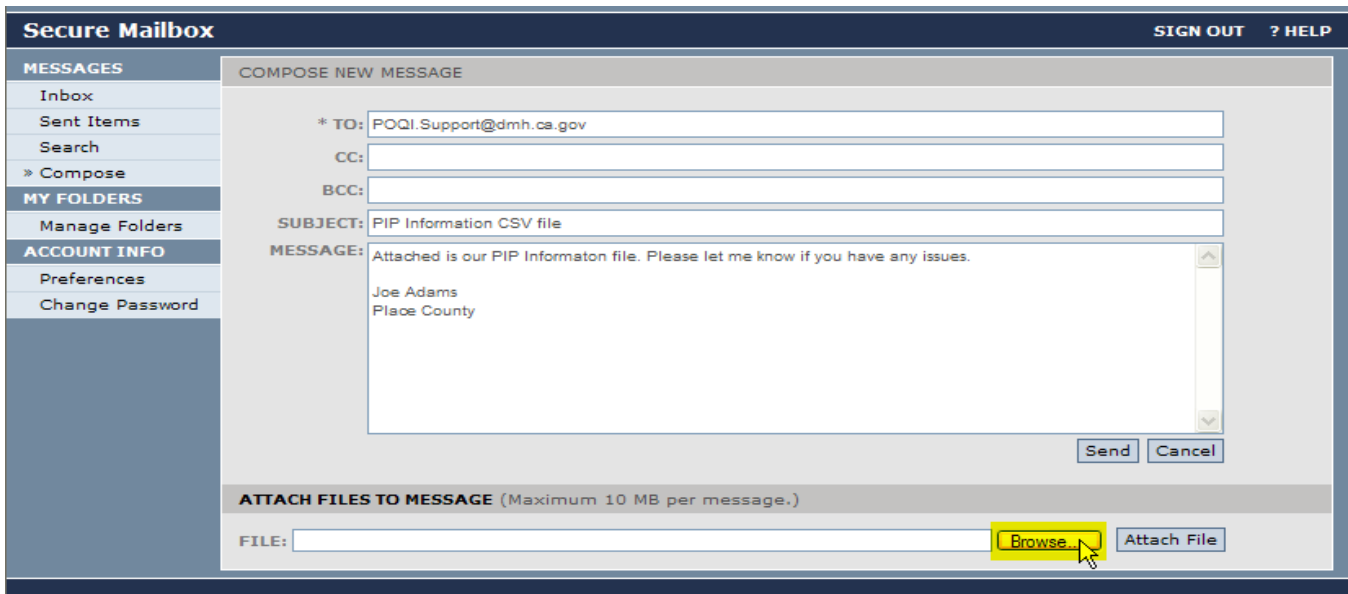 Secure Mailbox
SIGN OUT ? HELP
MESSAGES
Inbox
Sent Items
Search
» Compose
MY FOLDERS
Manage Folders
ACCOUNT INFO
Preferences
Change Password
COMPOSE NEW MESSAGE
* TO: POQI.Support@dmh.ca.gov
CC:
BCC:
SUBJECT: PIP Information CSV file
MESSAGE: Attached is our PIP Informaton file. Please let me know if you have any issues.
Joe Adams
Place County
Send Cancel
ATTACH FILES TO MESSAGE (Maximum 10 MB per message.)
FILE: Browse... Attach File